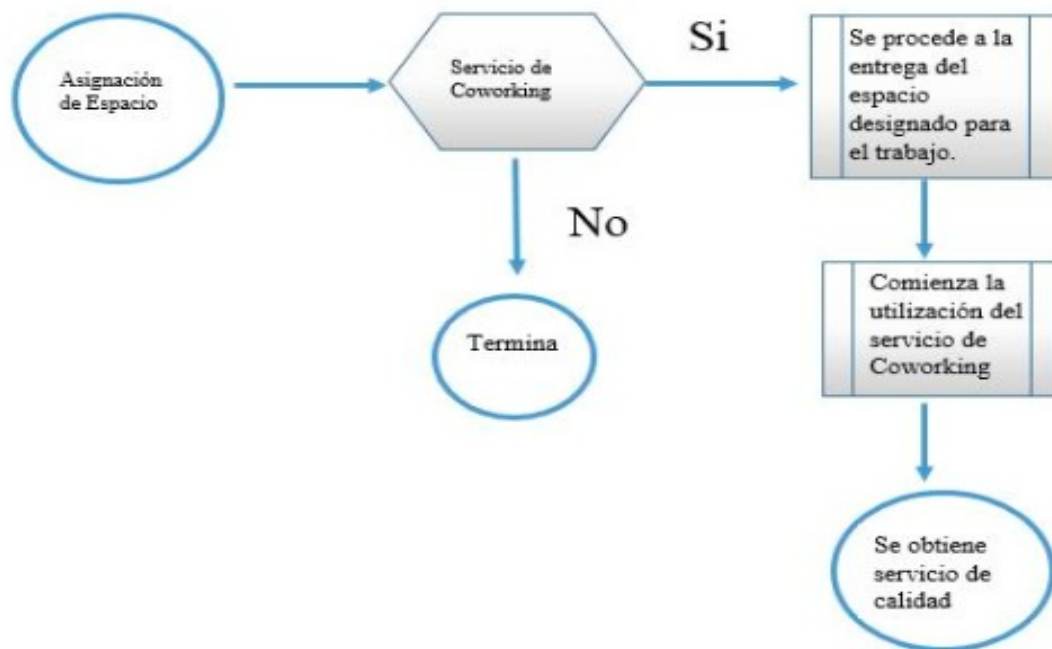 Asignación
de Espacio
Servicio de
Coworking
Si
Se procede a la
entrega del
espacio
designado para
el trabajo.
No
Termina
Comienza la
utilización del
servicio de
Coworking
Se obtiene
servicio de
calidad